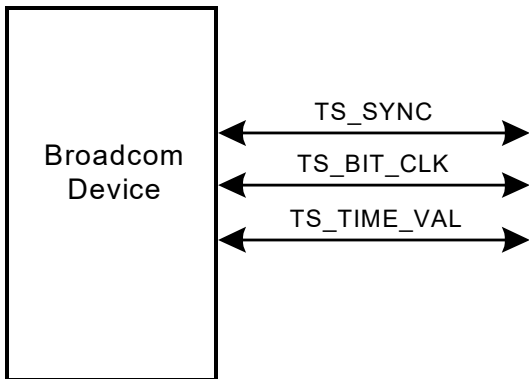 TS_SYNC
Broadcom
Device
TS_BIT_CLK
TS_TIME_VAL